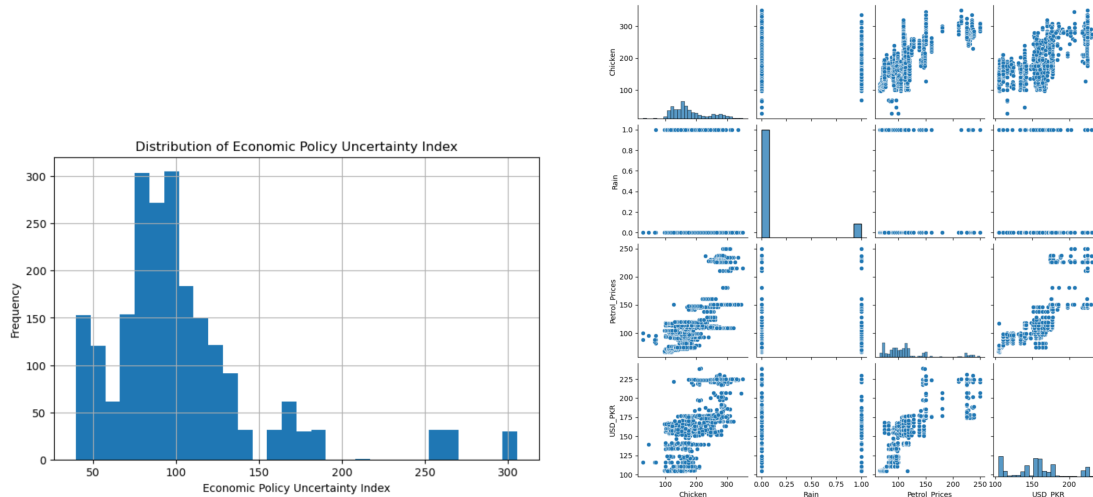 Distribution of Economic Policy Uncertainty Index
300
250
200
150
100
50
0
Frequency
50 100 150 200 250 300
Economic Policy Uncertainty Index
300
250
200
150
100
Chicken
1.0
0.8
0.6
0.4
0.2
0.0
Rain
250
200
150
100
Petrol_Prices
225
200
175
150
125
100
USD_PKR
100 200 300
Chicken
0.00 0.25 0.50 0.75 1.00
Rain
100 150 200 250
Petrol_Prices
100 150 200
USD_PKR